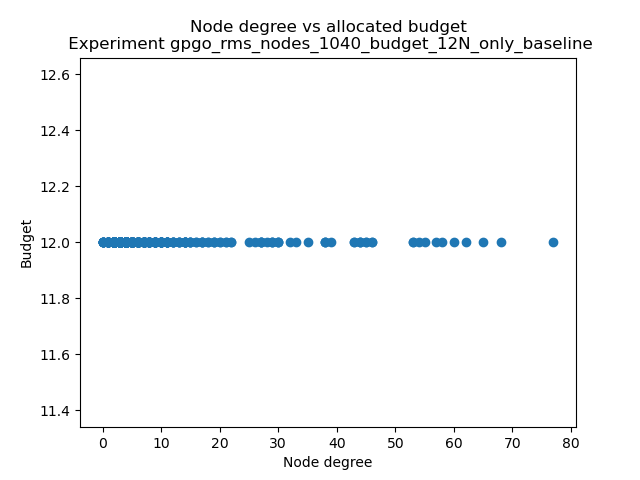 Node degree vs allocated budget
Experiment gpgo_rms_nodes_1040_budget_12N_only_baseline
12.6
12.4
12.2
12.0
11.8
11.6
11.4
Budget
0 10 20 30 40 50 60 70 80
Node degree